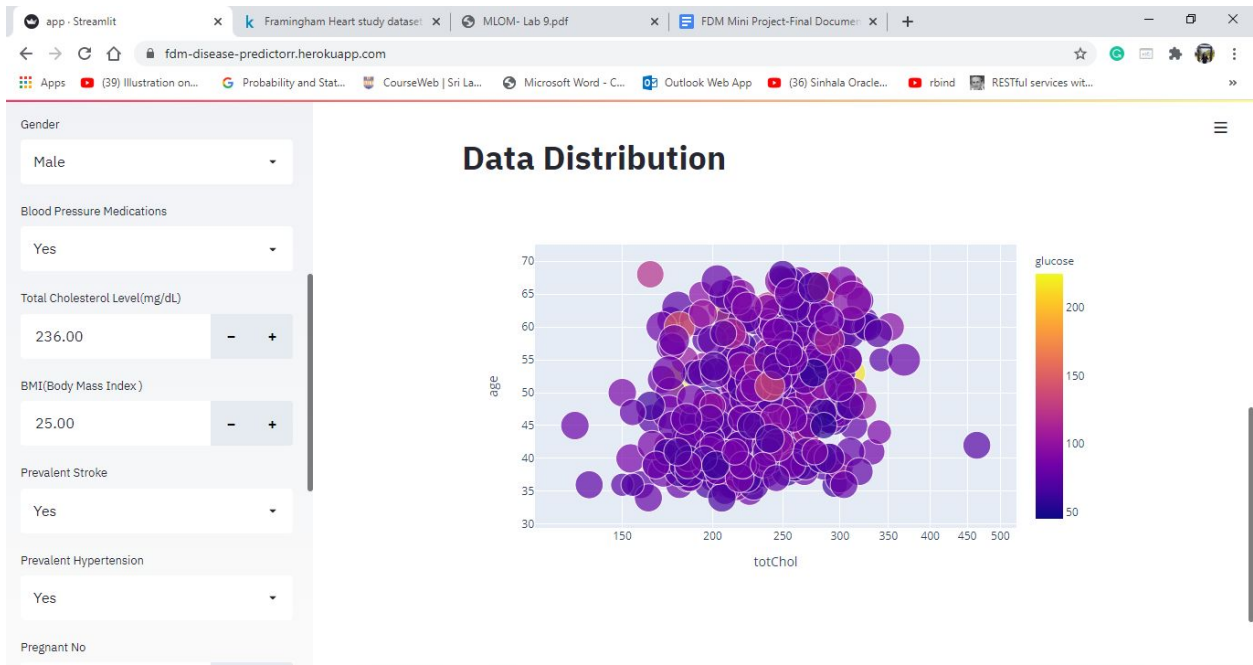 app · Streamlit
Framingham Heart study dataset
MLOM- Lab 9.pdf
FDM Mini Project-Final Documen
fdm-disease-predictorr.herokuapp.com
Apps
(39) Illustration on...
Probability and Stat...
CourseWeb | Sri La...
Microsoft Word - C...
Outlook Web App
(36) Sinhala Oracle...
rbind
RESTful services wit...
»
Gender
Male
Blood Pressure Medications
Yes
Total Cholesterol Level(mg/dL)
236.00
BMI(Body Mass Index )
25.00
Prevalent Stroke
Yes
Prevalent Hypertension
Yes
Pregnant No
Data Distribution
glucose
200
150
100
50
age
70
65
60
55
50
45
40
35
30
150 200 250 300 350 400 450 500
totChol